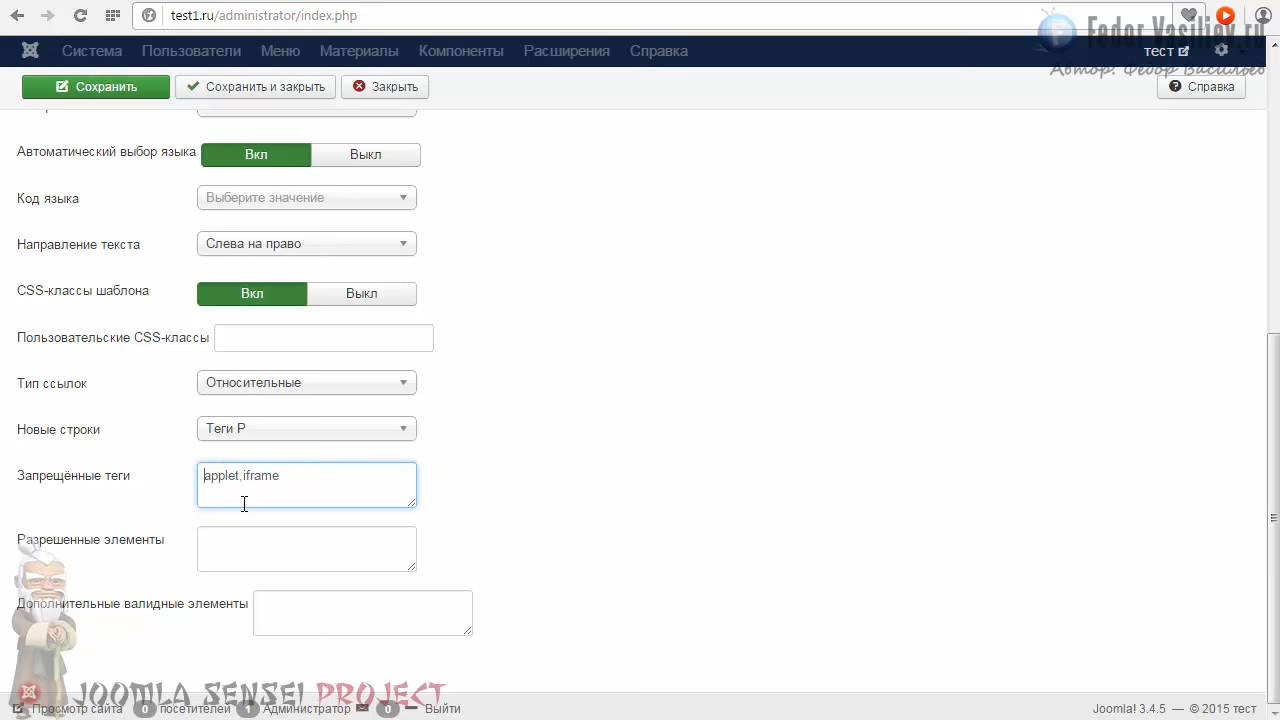 test1.ru/administrator/index.php
Fedor Vasiliev.ru
Система Пользователи Меню Материалы Компоненты Расширения Справка тест
Автор: Федор Васильев
Сохранить Сохранить и закрыть Закрыть Справка
Автоматический выбор языка Вкл Выкл
Код языка Выберите значение
Направление текста Слева на право
CSS-классы шаблона Вкл Выкл
Пользовательские CSS-классы
Тип ссылок Относительные
Новые строки Теги P
Запрещённые теги applet,iframe
Разрешенные элементы
Дополнительные валидные элементы
JOOMLA SENSEI PROJECT
Просмотр сайта 0 посетителей 1 Администратор 0 Выйти Joomla! 3.4.5 — © 2015 тест